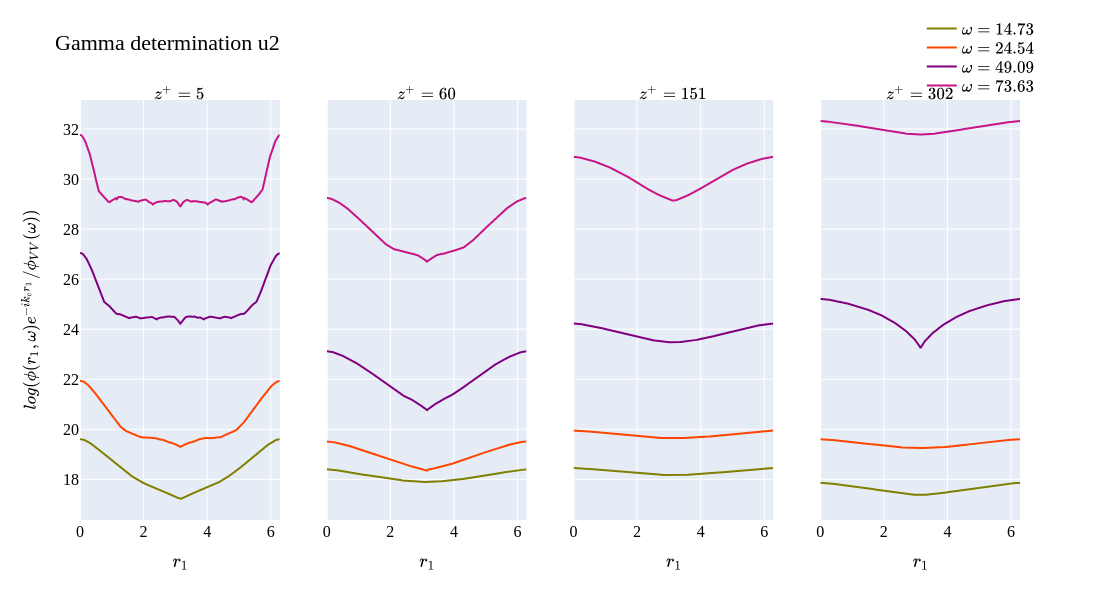 Gamma determination u2
ω = 14.73
ω = 24.54
ω = 49.09
ω = 73.63
z⁺ = 5
z⁺ = 60
z⁺ = 151
z⁺ = 302
log(ϕ(r₁, ω)e^{−ik_c r₁}/ϕ_{VV}(ω))
32
30
28
26
24
22
20
18
0 2 4 6
0 2 4 6
0 2 4 6
0 2 4 6
r₁
r₁
r₁
r₁